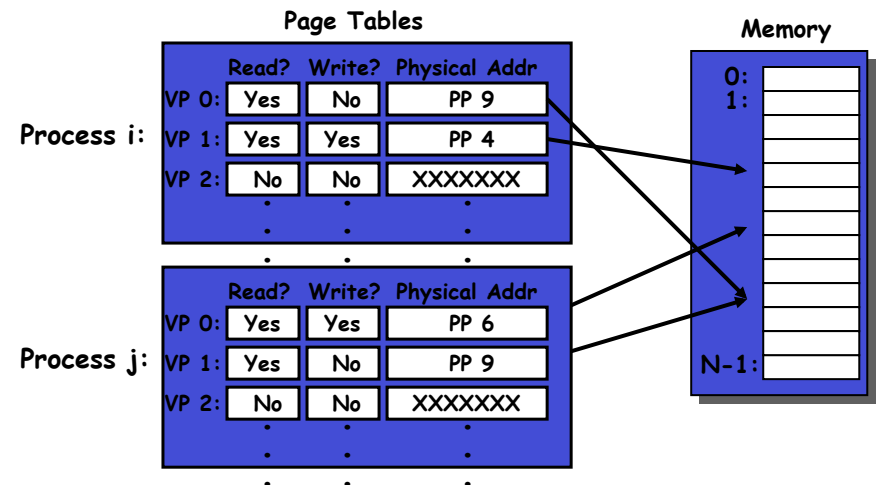 Page Tables
Memory
Read? Write? Physical Addr
VP 0: Yes No PP 9
Process i: VP 1: Yes Yes PP 4
VP 2: No No XXXXXXX
0:
1:
N-1:
Read? Write? Physical Addr
VP 0: Yes Yes PP 6
Process j: VP 1: Yes No PP 9
VP 2: No No XXXXXXX